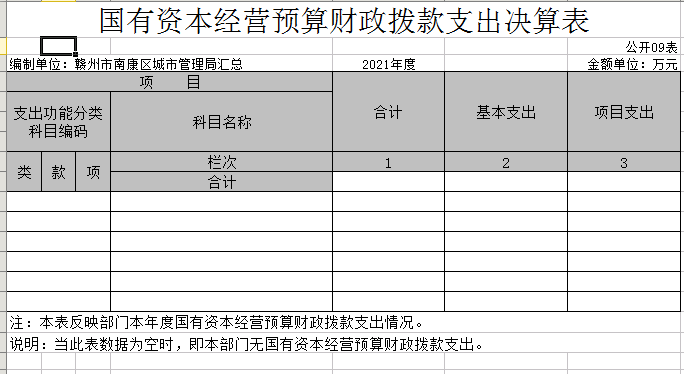 国有资本经营预算财政拨款支出决算表
公开09表
编制单位：赣州市南康区城市管理局汇总 2021年度 金额单位：万元
项 目 合计 基本支出 项目支出
支出功能分类科目编码 科目名称
类 款 项 栏次 1 2 3
合计
注：本表反映部门本年度国有资本经营预算财政拨款支出情况。
说明：当此表数据为空时，即本部门无国有资本经营预算财政拨款支出。